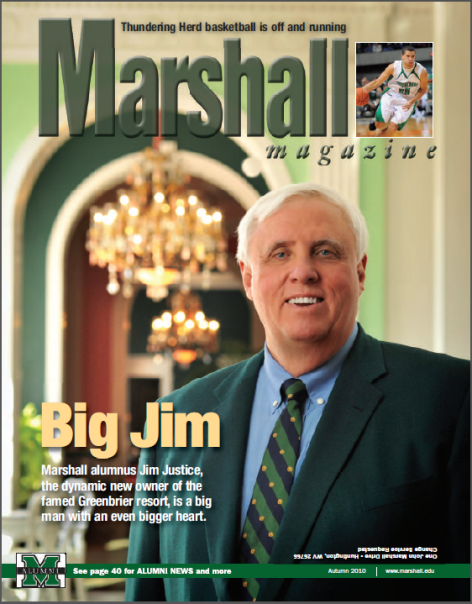 Thundering Herd basketball is off and running
Marshall
magazine
Big Jim
Marshall alumnus Jim Justice,
the dynamic new owner of the
famed Greenbrier resort, is a big
man with an even bigger heart.
One John Marshall Drive • Huntington, WV 25755
Change Service Requested
M
ALUMNI
See page 40 for ALUMNI NEWS and more
Autumn 2010
www.marshall.edu